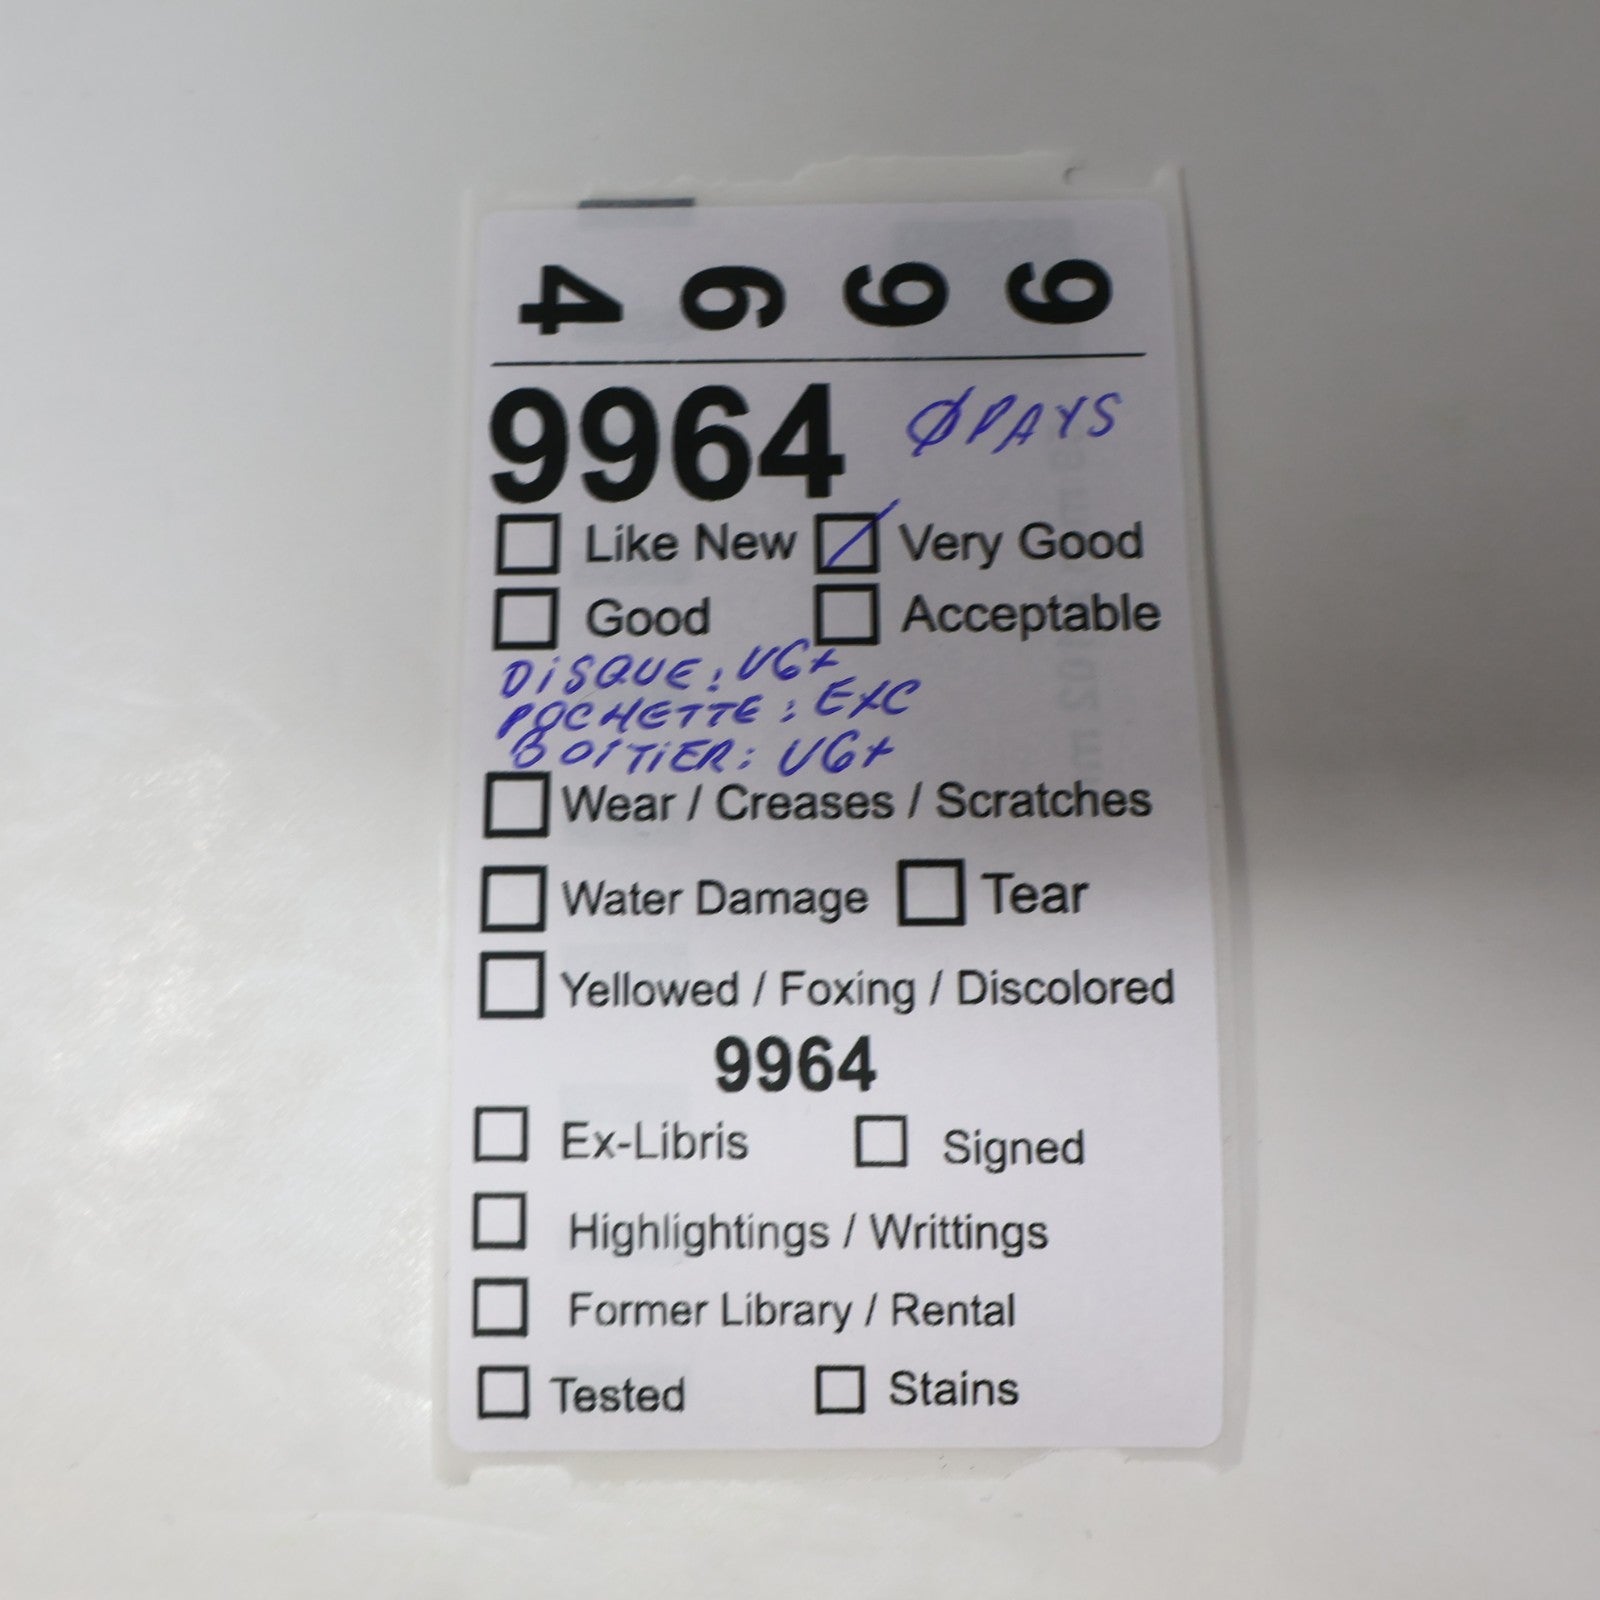 9 9 6 4
9964 ØPAYS
Like New Very Good
Good Acceptable
DiSQUE: VG+
POCHETTE: EXC
BOITIER: VG+
Wear / Creases / Scratches
Water Damage Tear
Yellowed / Foxing / Discolored
9964
Ex-Libris Signed
Highlightings / Writtings
Former Library / Rental
Tested Stains